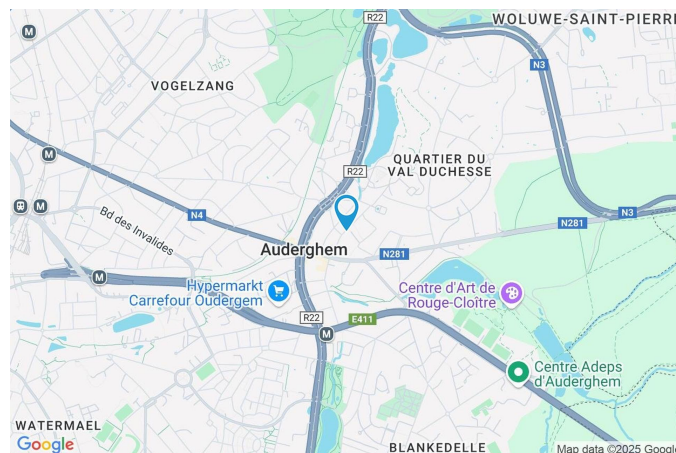 R22
WOLUWE-SAINT-PIERRE
M
N3
VOGELZANG
M
QUARTIER DU
VAL DUCHESSE
R22
M
N4
Bd des Invalides
N3
N281
Auderghem
N281
M
Hypermarkt
Carrefour Oudergem
Centre d'Art de
Rouge-Cloître
R22
E411
M
Centre Adeps
d'Auderghem
WATERMAEL
BLANKEDELLE
Google
Map data ©2025 Google